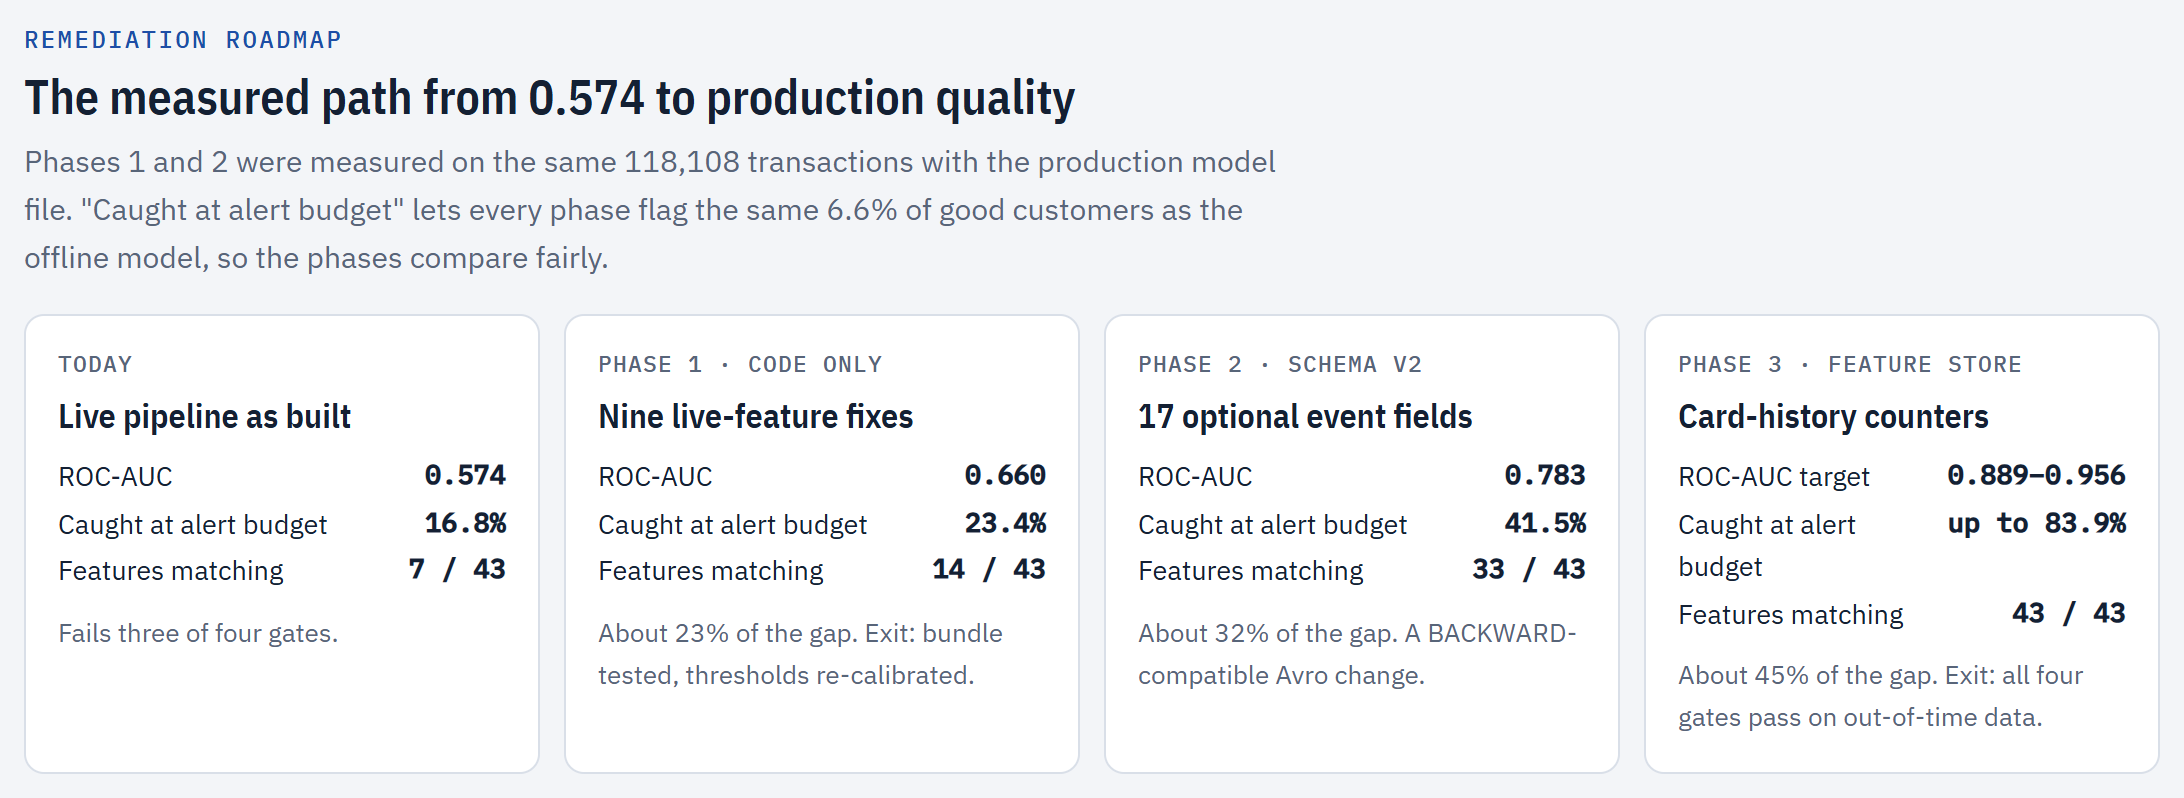 REMEDIATION ROADMAP
The measured path from 0.574 to production quality
Phases 1 and 2 were measured on the same 118,108 transactions with the production model
file. "Caught at alert budget" lets every phase flag the same 6.6% of good customers as the
offline model, so the phases compare fairly.
TODAY
Live pipeline as built
ROC-AUC 0.574
Caught at alert budget 16.8%
Features matching 7 / 43
Fails three of four gates.
PHASE 1 · CODE ONLY
Nine live-feature fixes
ROC-AUC 0.660
Caught at alert budget 23.4%
Features matching 14 / 43
About 23% of the gap. Exit: bundle
tested, thresholds re-calibrated.
PHASE 2 · SCHEMA V2
17 optional event fields
ROC-AUC 0.783
Caught at alert budget 41.5%
Features matching 33 / 43
About 32% of the gap. A BACKWARD-
compatible Avro change.
PHASE 3 · FEATURE STORE
Card-history counters
ROC-AUC target 0.889–0.956
Caught at alert up to 83.9%
budget
Features matching 43 / 43
About 45% of the gap. Exit: all four
gates pass on out-of-time data.